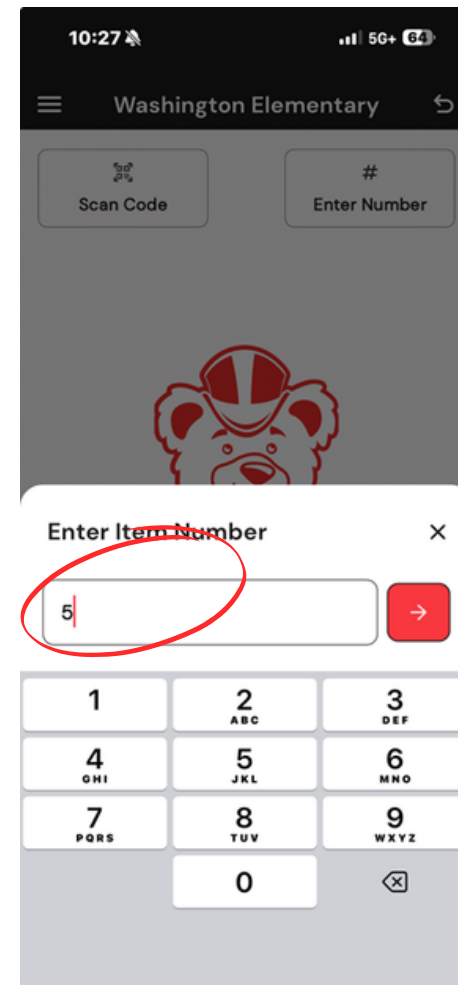 10:27
5G+ 64
Washington Elementary
#
Scan Code
Enter Number
Enter Item Number
5
1
2
ABC
3
DEF
4
GHI
5
JKL
6
MNO
7
PQRS
8
TUV
9
WXYZ
0